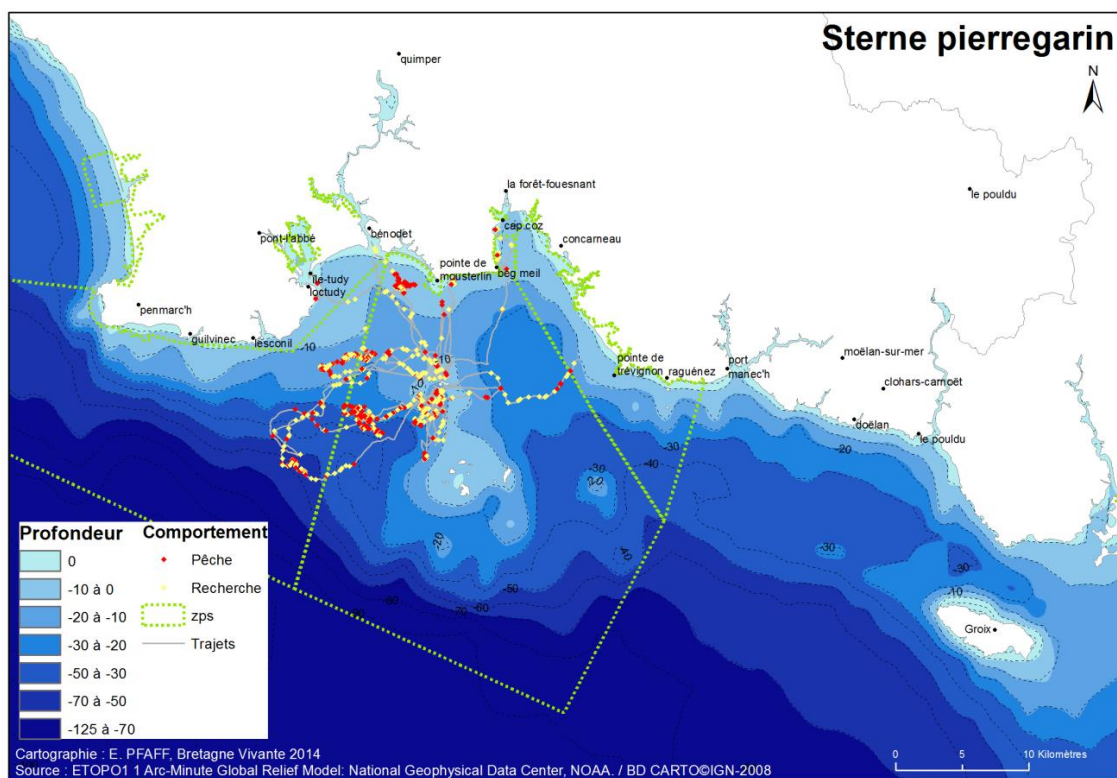 Sterne pierregarin
N
quimper
la forêt-fouesnant
le pouldu
cap coz
pont-l'abbé
bénodet
concarneau
pointe de
mousterlin
beg meil
île-tudy
loctudy
penmarc'h
guilvinec
lesconil
-10
10
-10
pointe de
trévignon
raguénez
port
manec'h
moëlan-sur-mer
clohars-carnoët
doëlan
le pouldu
-20
-30
-40
-30
-20
-20
-40
-30
-30
-10
-50
-60
-70
-80
-90
Groix
Profondeur
0
-10 à 0
-20 à -10
-30 à -20
-50 à -30
-70 à -50
-125 à -70
Comportement
Pêche
Recherche
zps
Trajets
Cartographie : E. PFAFF, Bretagne Vivante 2014
Source : ETOPO1 1 Arc-Minute Global Relief Model: National Geophysical Data Center, NOAA. / BD CARTO©IGN-2008
0 5 10 Kilomètres